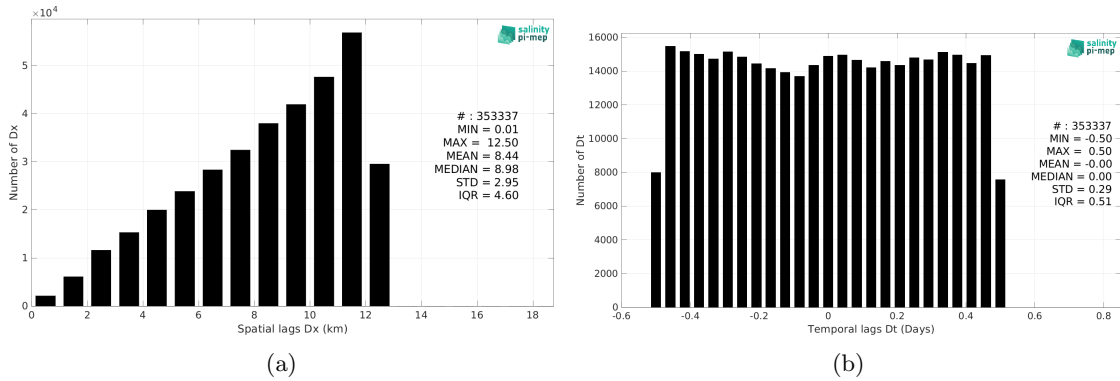 ×10⁴
salinity
pi-mep
5
4
3
2
1
0
Number of Dx
# : 353337
MIN = 0.01
MAX = 12.50
MEAN = 8.44
MEDIAN = 8.98
STD = 2.95
IQR = 4.60
0 2 4 6 8 10 12 14 16 18
Spatial lags Dx (km)
(a)
salinity
pi-mep
16000
14000
12000
10000
8000
6000
4000
2000
0
Number of Dt
# : 353337
MIN = -0.50
MAX = 0.50
MEAN = -0.00
MEDIAN = 0.00
STD = 0.29
IQR = 0.51
-0.6 -0.4 -0.2 0 0.2 0.4 0.6 0.8
Temporal lags Dt (Days)
(b)